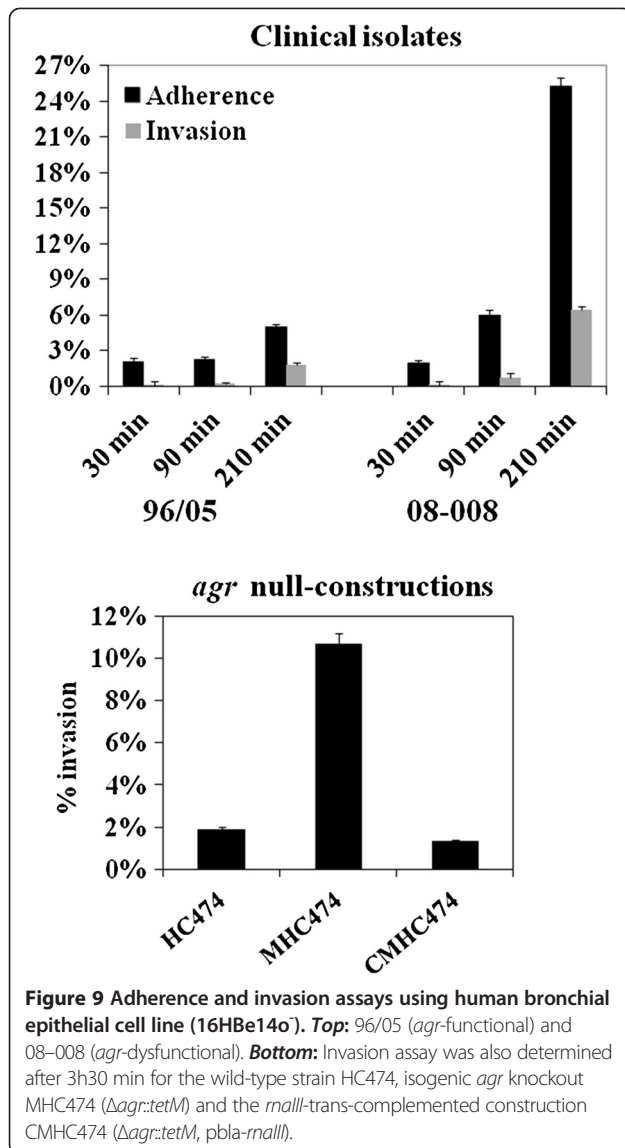 Clinical isolates
27%
24%
21%
18%
15%
12%
9%
6%
3%
0%
Adherence
Invasion
30 min
90 min
210 min
30 min
90 min
210 min
96/05
08-008
agr null-constructions
% invasion
12%
10%
8%
6%
4%
2%
0%
HC474
MHC474
CMHC474
Figure 9 Adherence and invasion assays using human bronchial
epithelial cell line (16HBe14o⁻). Top: 96/05 (agr-functional) and
08–008 (agr-dysfunctional). Bottom: Invasion assay was also determined
after 3h30 min for the wild-type strain HC474, isogenic agr knockout
MHC474 (Δagr::tetM) and the rnaIII-trans-complemented construction
CMHC474 (Δagr::tetM, pbla-rnaIII).